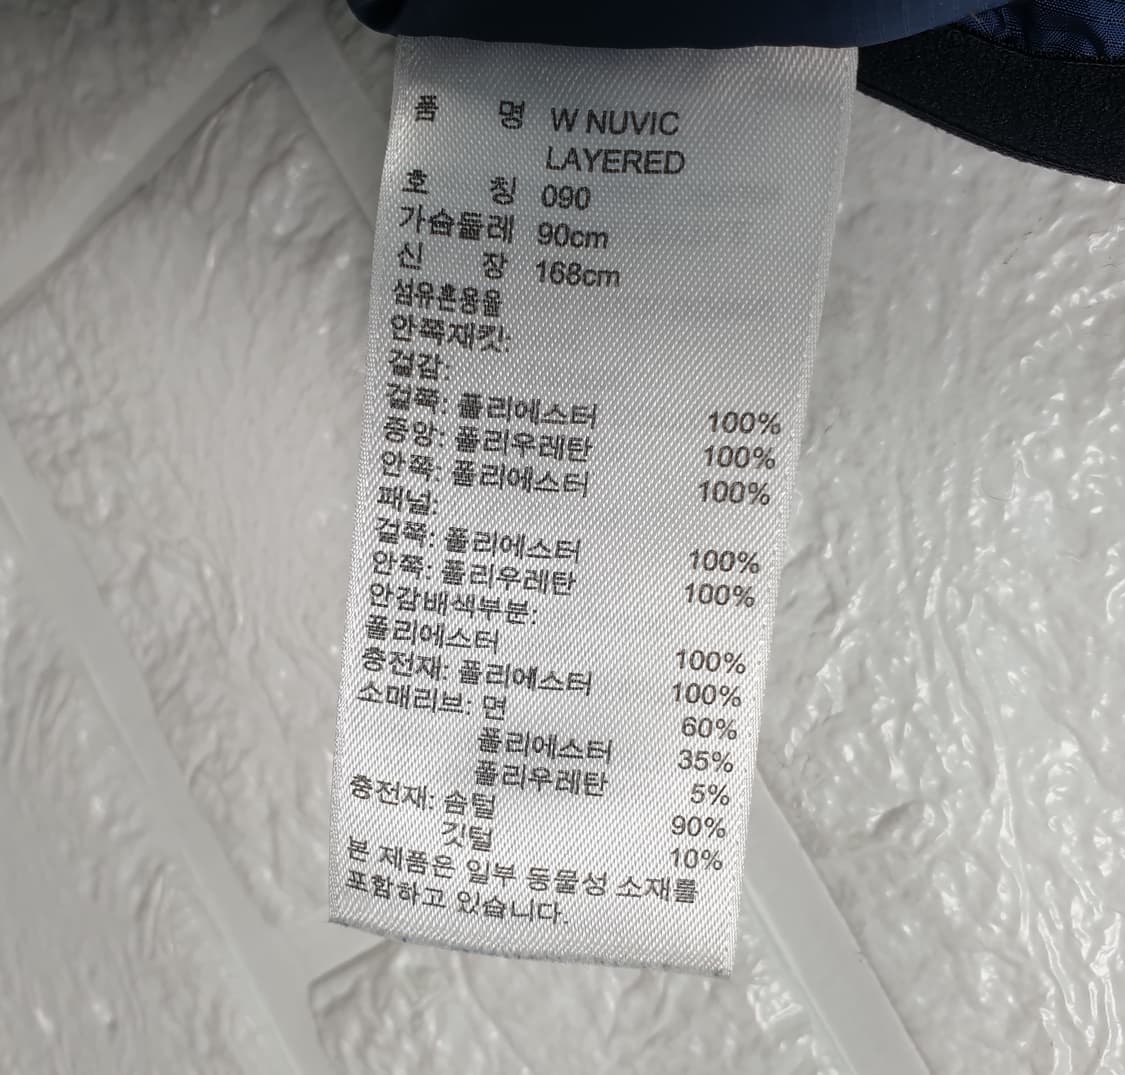 품 명 W NUVIC
LAYERED
호 칭 090
가슴둘레 90cm
신 장 168cm
섬유혼용율
안쪽재킷:
겉감:
겉쪽: 폴리에스터 100%
중앙: 폴리우레탄 100%
안쪽: 폴리에스터 100%
패널:
겉쪽: 폴리에스터 100%
안쪽: 폴리우레탄 100%
안감배색부분:
폴리에스터 100%
충전재: 폴리에스터 100%
소매리브: 면 60%
폴리에스터 35%
폴리우레탄 5%
충전재: 솜털 90%
깃털 10%
본 제품은 일부 동물성 소재를
포함하고 있습니다.